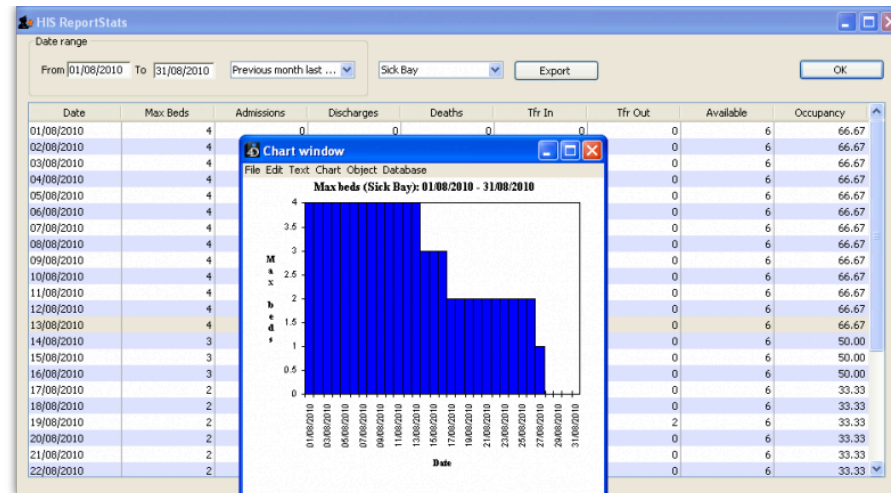 HIS ReportStats
Date range
From 01/08/2010 To 31/08/2010 Previous month last ... Sick Bay Export OK
Date Max Beds Admissions Discharges Deaths Tfr In Tfr Out Available Occupancy
01/08/2010 4 0 0 0 0 0 6 66.67
02/08/2010 4 0 6 66.67
03/08/2010 4 0 6 66.67
04/08/2010 4 0 6 66.67
05/08/2010 4 0 6 66.67
06/08/2010 4 0 6 66.67
07/08/2010 4 0 6 66.67
08/08/2010 4 0 6 66.67
09/08/2010 4 0 6 66.67
10/08/2010 4 0 6 66.67
11/08/2010 4 0 6 66.67
12/08/2010 4 0 6 66.67
13/08/2010 4 0 6 66.67
14/08/2010 3 0 6 50.00
15/08/2010 3 0 6 50.00
16/08/2010 3 0 6 50.00
17/08/2010 2 0 6 33.33
18/08/2010 2 0 6 33.33
19/08/2010 2 2 6 33.33
20/08/2010 2 0 6 33.33
21/08/2010 2 0 6 33.33
22/08/2010 2 0 6 33.33
Chart window
File Edit Text Chart Object Database
Max beds (Sick Bay): 01/08/2010 - 31/08/2010
Max beds
4
3.5
3
2.5
2
1.5
1
0.5
0
01/08/2010 03/08/2010 05/08/2010 07/08/2010 09/08/2010 11/08/2010 13/08/2010 15/08/2010 17/08/2010 19/08/2010 21/08/2010 23/08/2010 25/08/2010 27/08/2010 29/08/2010 31/08/2010
Date